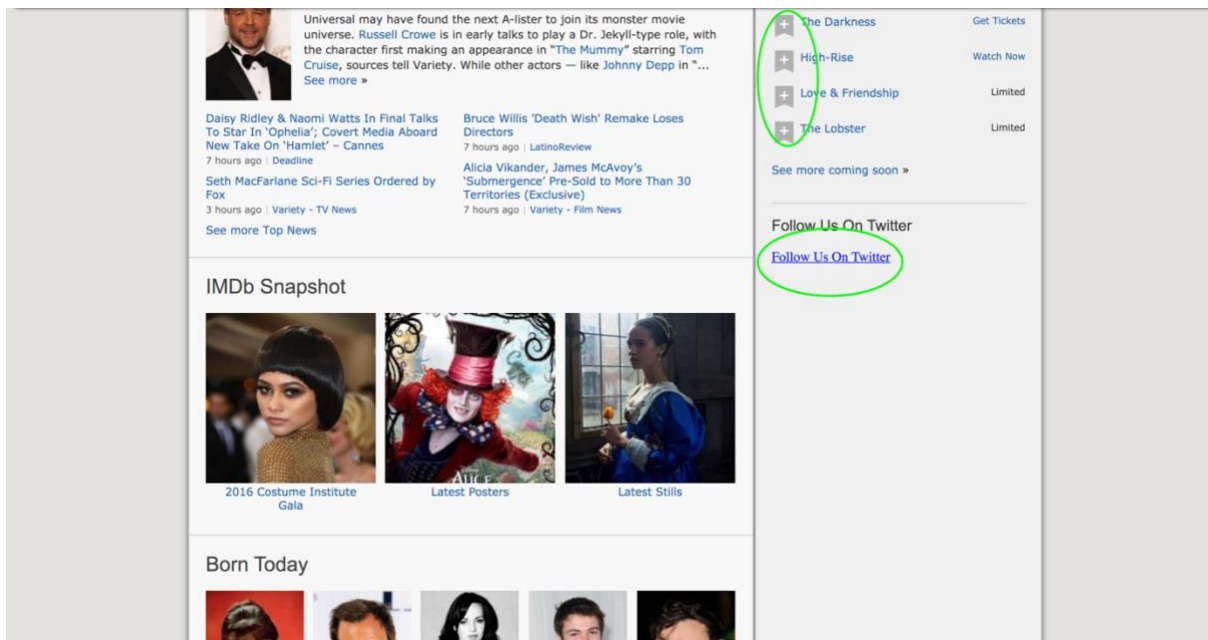 Universal may have found the next A-lister to join its monster movie
universe. Russell Crowe is in early talks to play a Dr. Jekyll-type role, with
the character first making an appearance in "The Mummy" starring Tom
Cruise, sources tell Variety. While other actors — like Johnny Depp in "...
See more »
Daisy Ridley & Naomi Watts In Final Talks
To Star In 'Ophelia'; Covert Media Aboard
New Take On 'Hamlet' – Cannes
7 hours ago | Deadline
Seth MacFarlane Sci-Fi Series Ordered by
Fox
3 hours ago | Variety - TV News
See more Top News
Bruce Willis 'Death Wish' Remake Loses
Directors
7 hours ago | LatinoReview
Alicia Vikander, James McAvoy's
'Submergence' Pre-Sold to More Than 30
Territories (Exclusive)
7 hours ago | Variety - Film News
IMDb Snapshot
ALICE
2016 Costume Institute
Gala
Latest Posters
Latest Stills
Born Today
The Darkness Get Tickets
High-Rise Watch Now
Love & Friendship Limited
The Lobster Limited
See more coming soon »
Follow Us On Twitter
Follow Us On Twitter